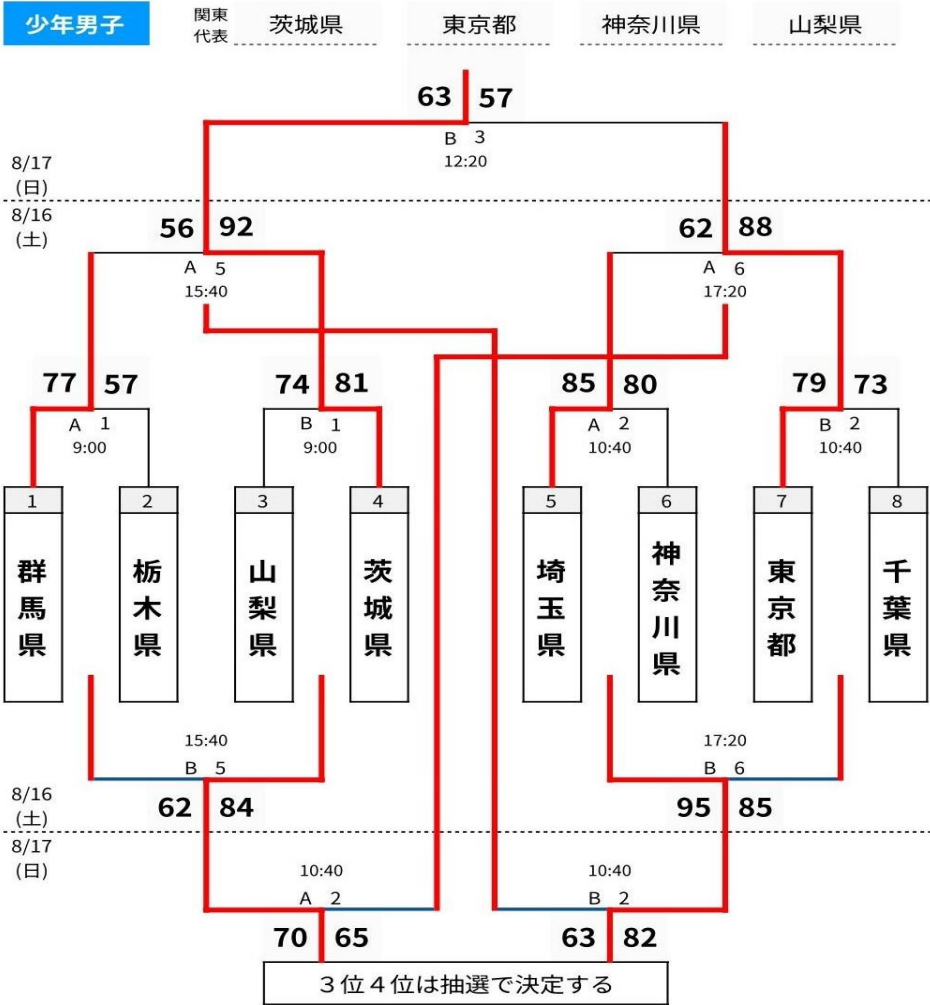 少年男子
関東
代表
茨城県 東京都 神奈川県 山梨県
63 57
B 3
12:20
8/17
(日)
8/16
(土)
56 92
A 5
15:40
62 88
A 6
17:20
77 57
A 1
9:00
74 81
B 1
9:00
85 80
A 2
10:40
79 73
B 2
10:40
1 2 3 4 5 6 7 8
群馬県
栃木県
山梨県
茨城県
埼玉県
神奈川県
東京都
千葉県
15:40
B 5
62 84
17:20
B 6
95 85
8/16
(土)
8/17
(日)
10:40
A 2
70 65
10:40
B 2
63 82
３位４位は抽選で決定する